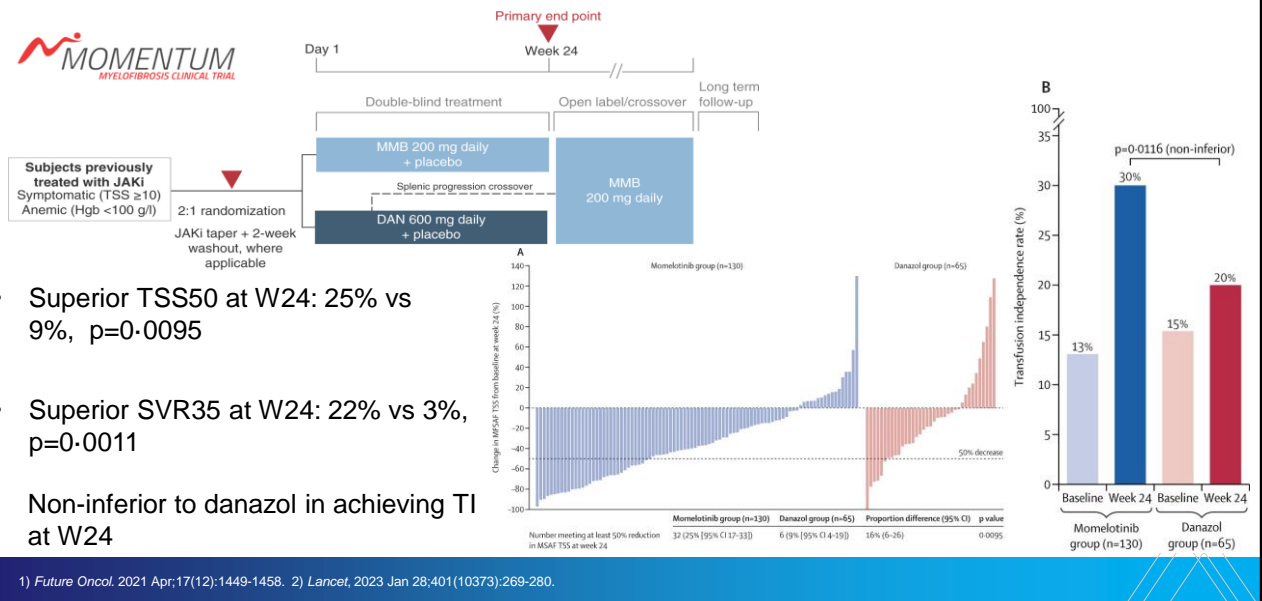 MOMENTUM
MYELOFIBROSIS CLINICAL TRIAL
Primary end point
Day 1
Week 24
Double-blind treatment
Open label/crossover
Long term
follow-up
Subjects previously
treated with JAKi
Symptomatic (TSS ≥10)
Anemic (Hgb <100 g/l)
2:1 randomization
JAKi taper + 2-week
washout, where
applicable
MMB 200 mg daily
+ placebo
Splenic progression crossover
DAN 600 mg daily
+ placebo
MMB
200 mg daily
• Superior TSS50 at W24: 25% vs
9%, p=0·0095
• Superior SVR35 at W24: 22% vs 3%,
p=0·0011
Non-inferior to danazol in achieving TI
at W24
A
Momelotinib group (n=130)
Danazol group (n=65)
Change in MFSAF TSS from baseline at week 24 (%)
140
120
100
80
60
40
20
0
-20
-40
-60
-80
-100
50% decrease
Momelotinib group (n=130) Danazol group (n=65) Proportion difference (95% CI) p value
Number meeting at least 50% reduction
in MSAF TSS at week 24
32 (25% [95% CI 17–33]) 6 (9% [95% CI 4–19]) 16% (6–26) 0·0095
B
Transfusion independence rate (%)
100
35
30
25
20
15
10
5
0
p=0·0116 (non-inferior)
13%
30%
15%
20%
Baseline Week 24 Baseline Week 24
Momelotinib
group (n=130)
Danazol
group (n=65)
1) Future Oncol. 2021 Apr;17(12):1449-1458. 2) Lancet, 2023 Jan 28;401(10373):269-280.